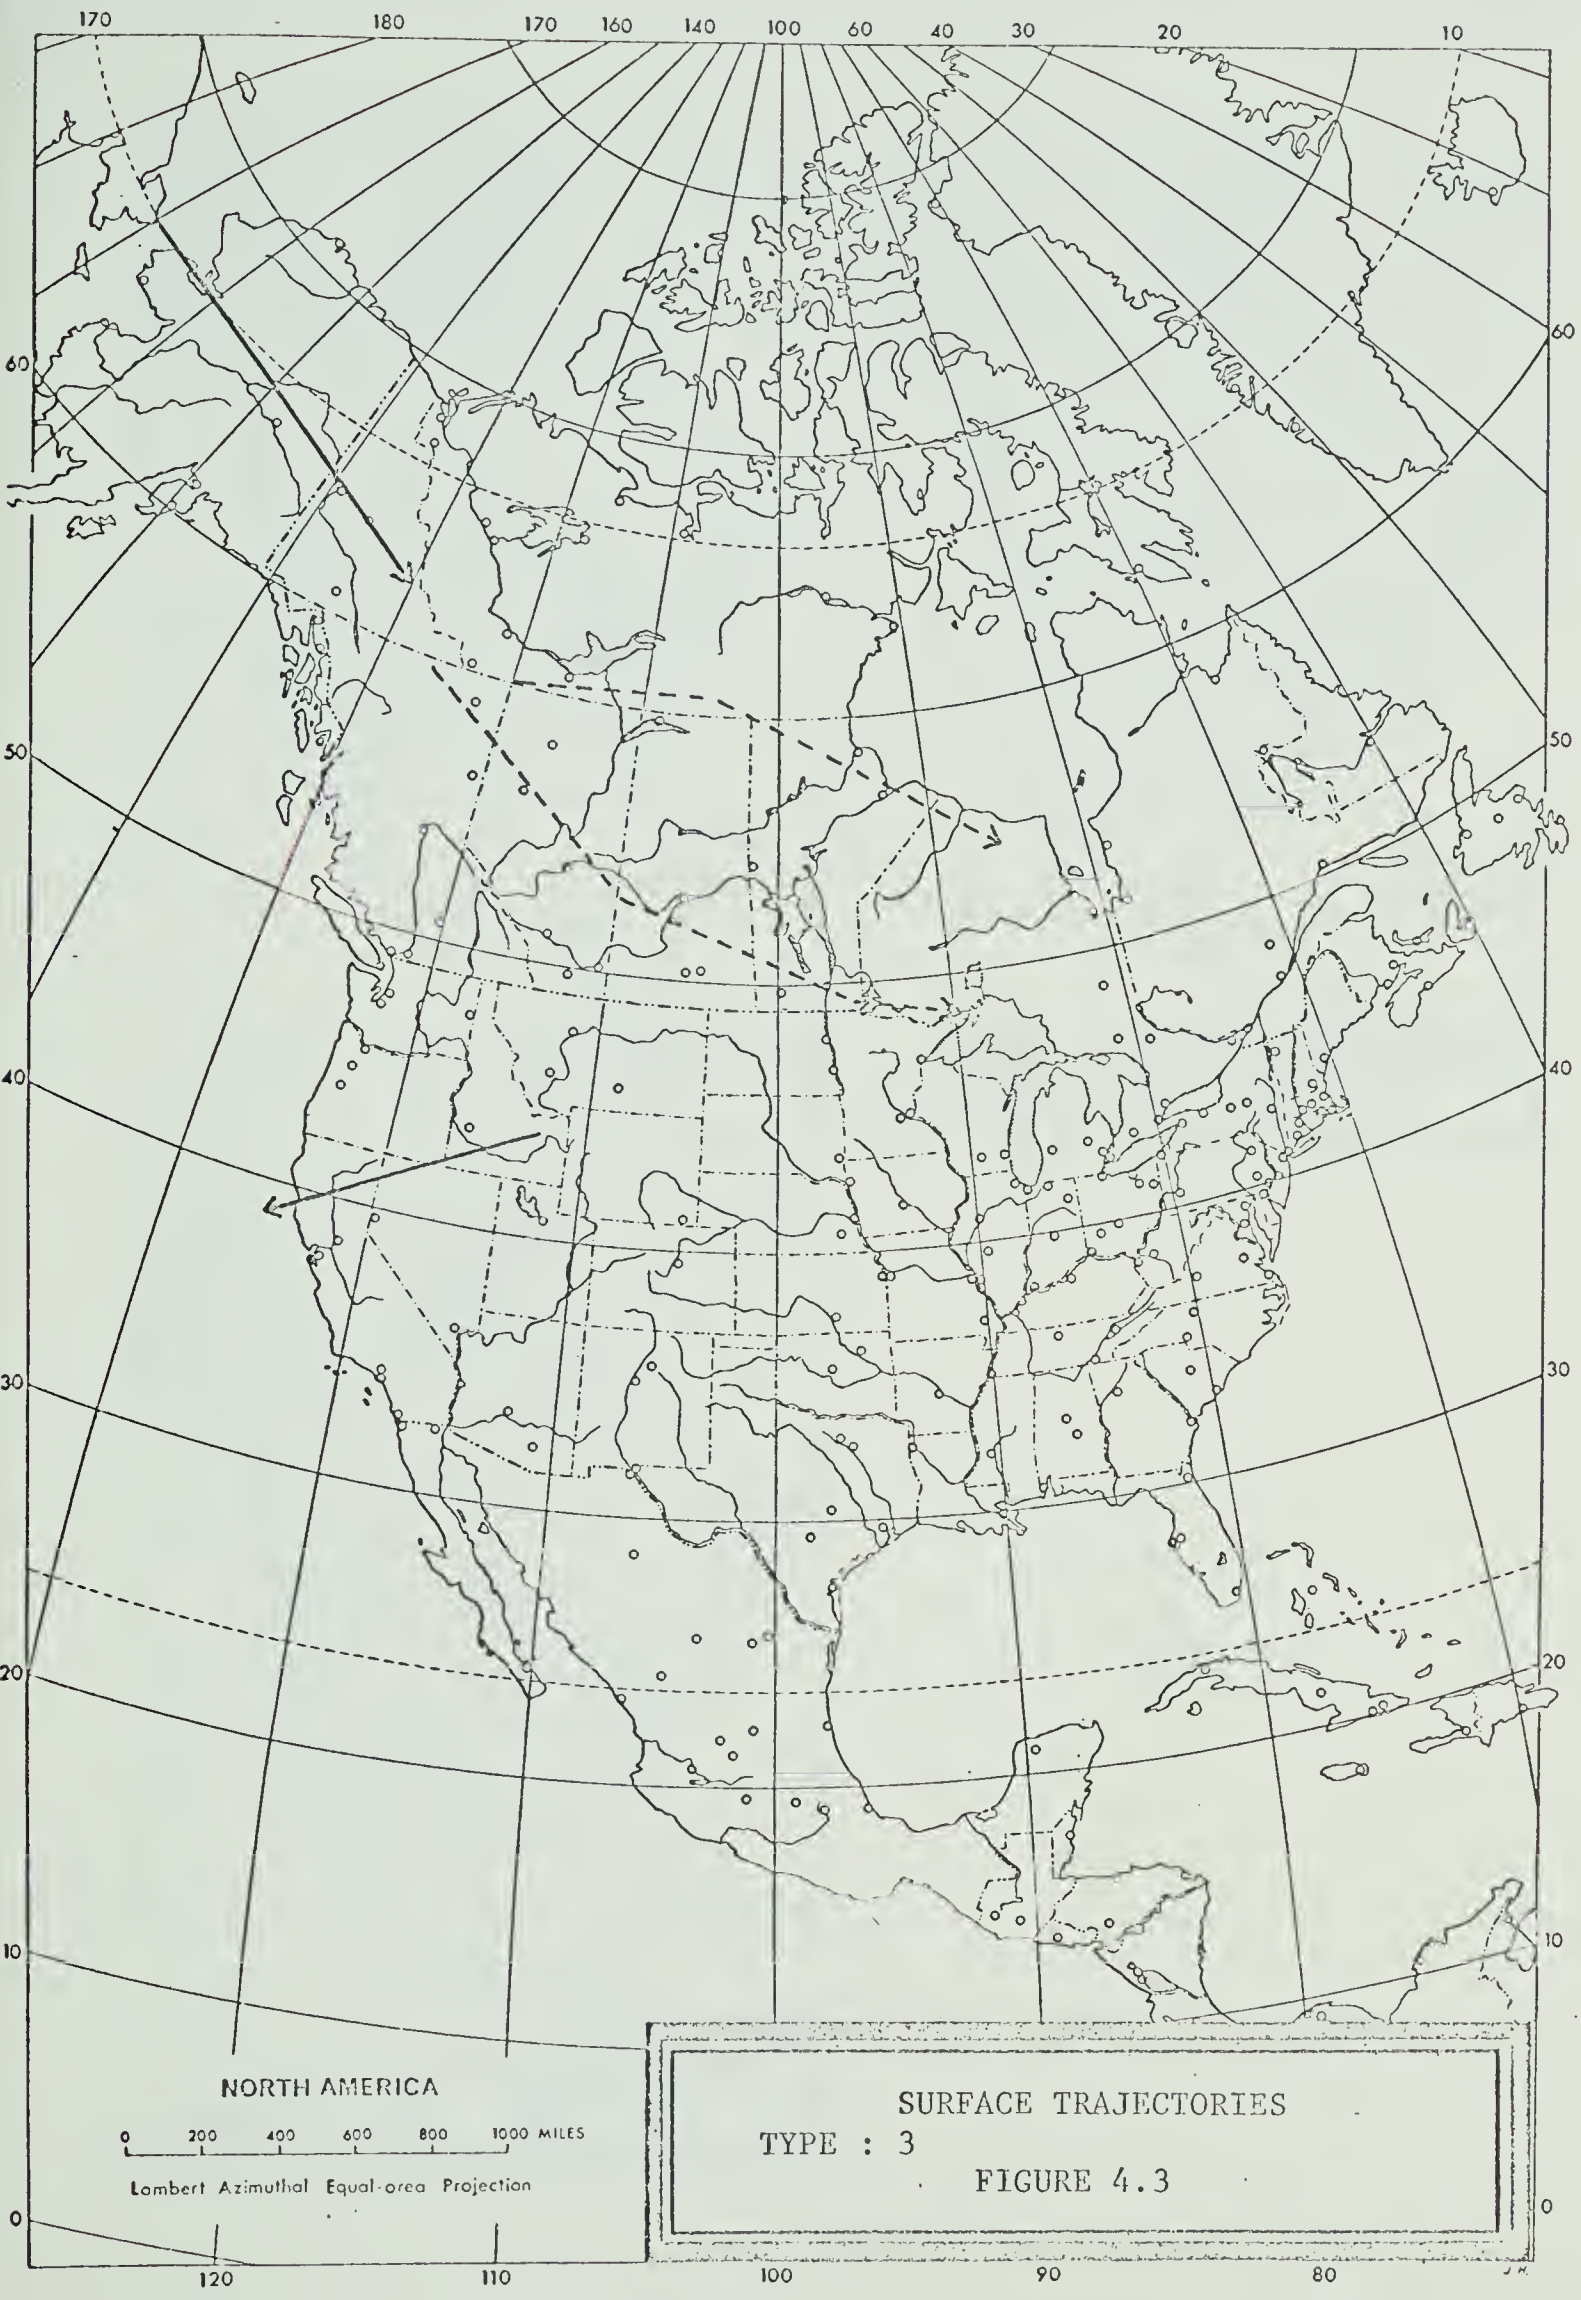 170 180 170 160 140 100 60 40 30 20 10
60 60
50 50
40 40
30 30
20 20
10 10
NORTH AMERICA
0 200 400 600 800 1000 MILES
Lambert Azimuthal Equal-area Projection
SURFACE TRAJECTORIES
TYPE : 3
FIGURE 4.3
0 0
J.H.
120 110 100 90 80